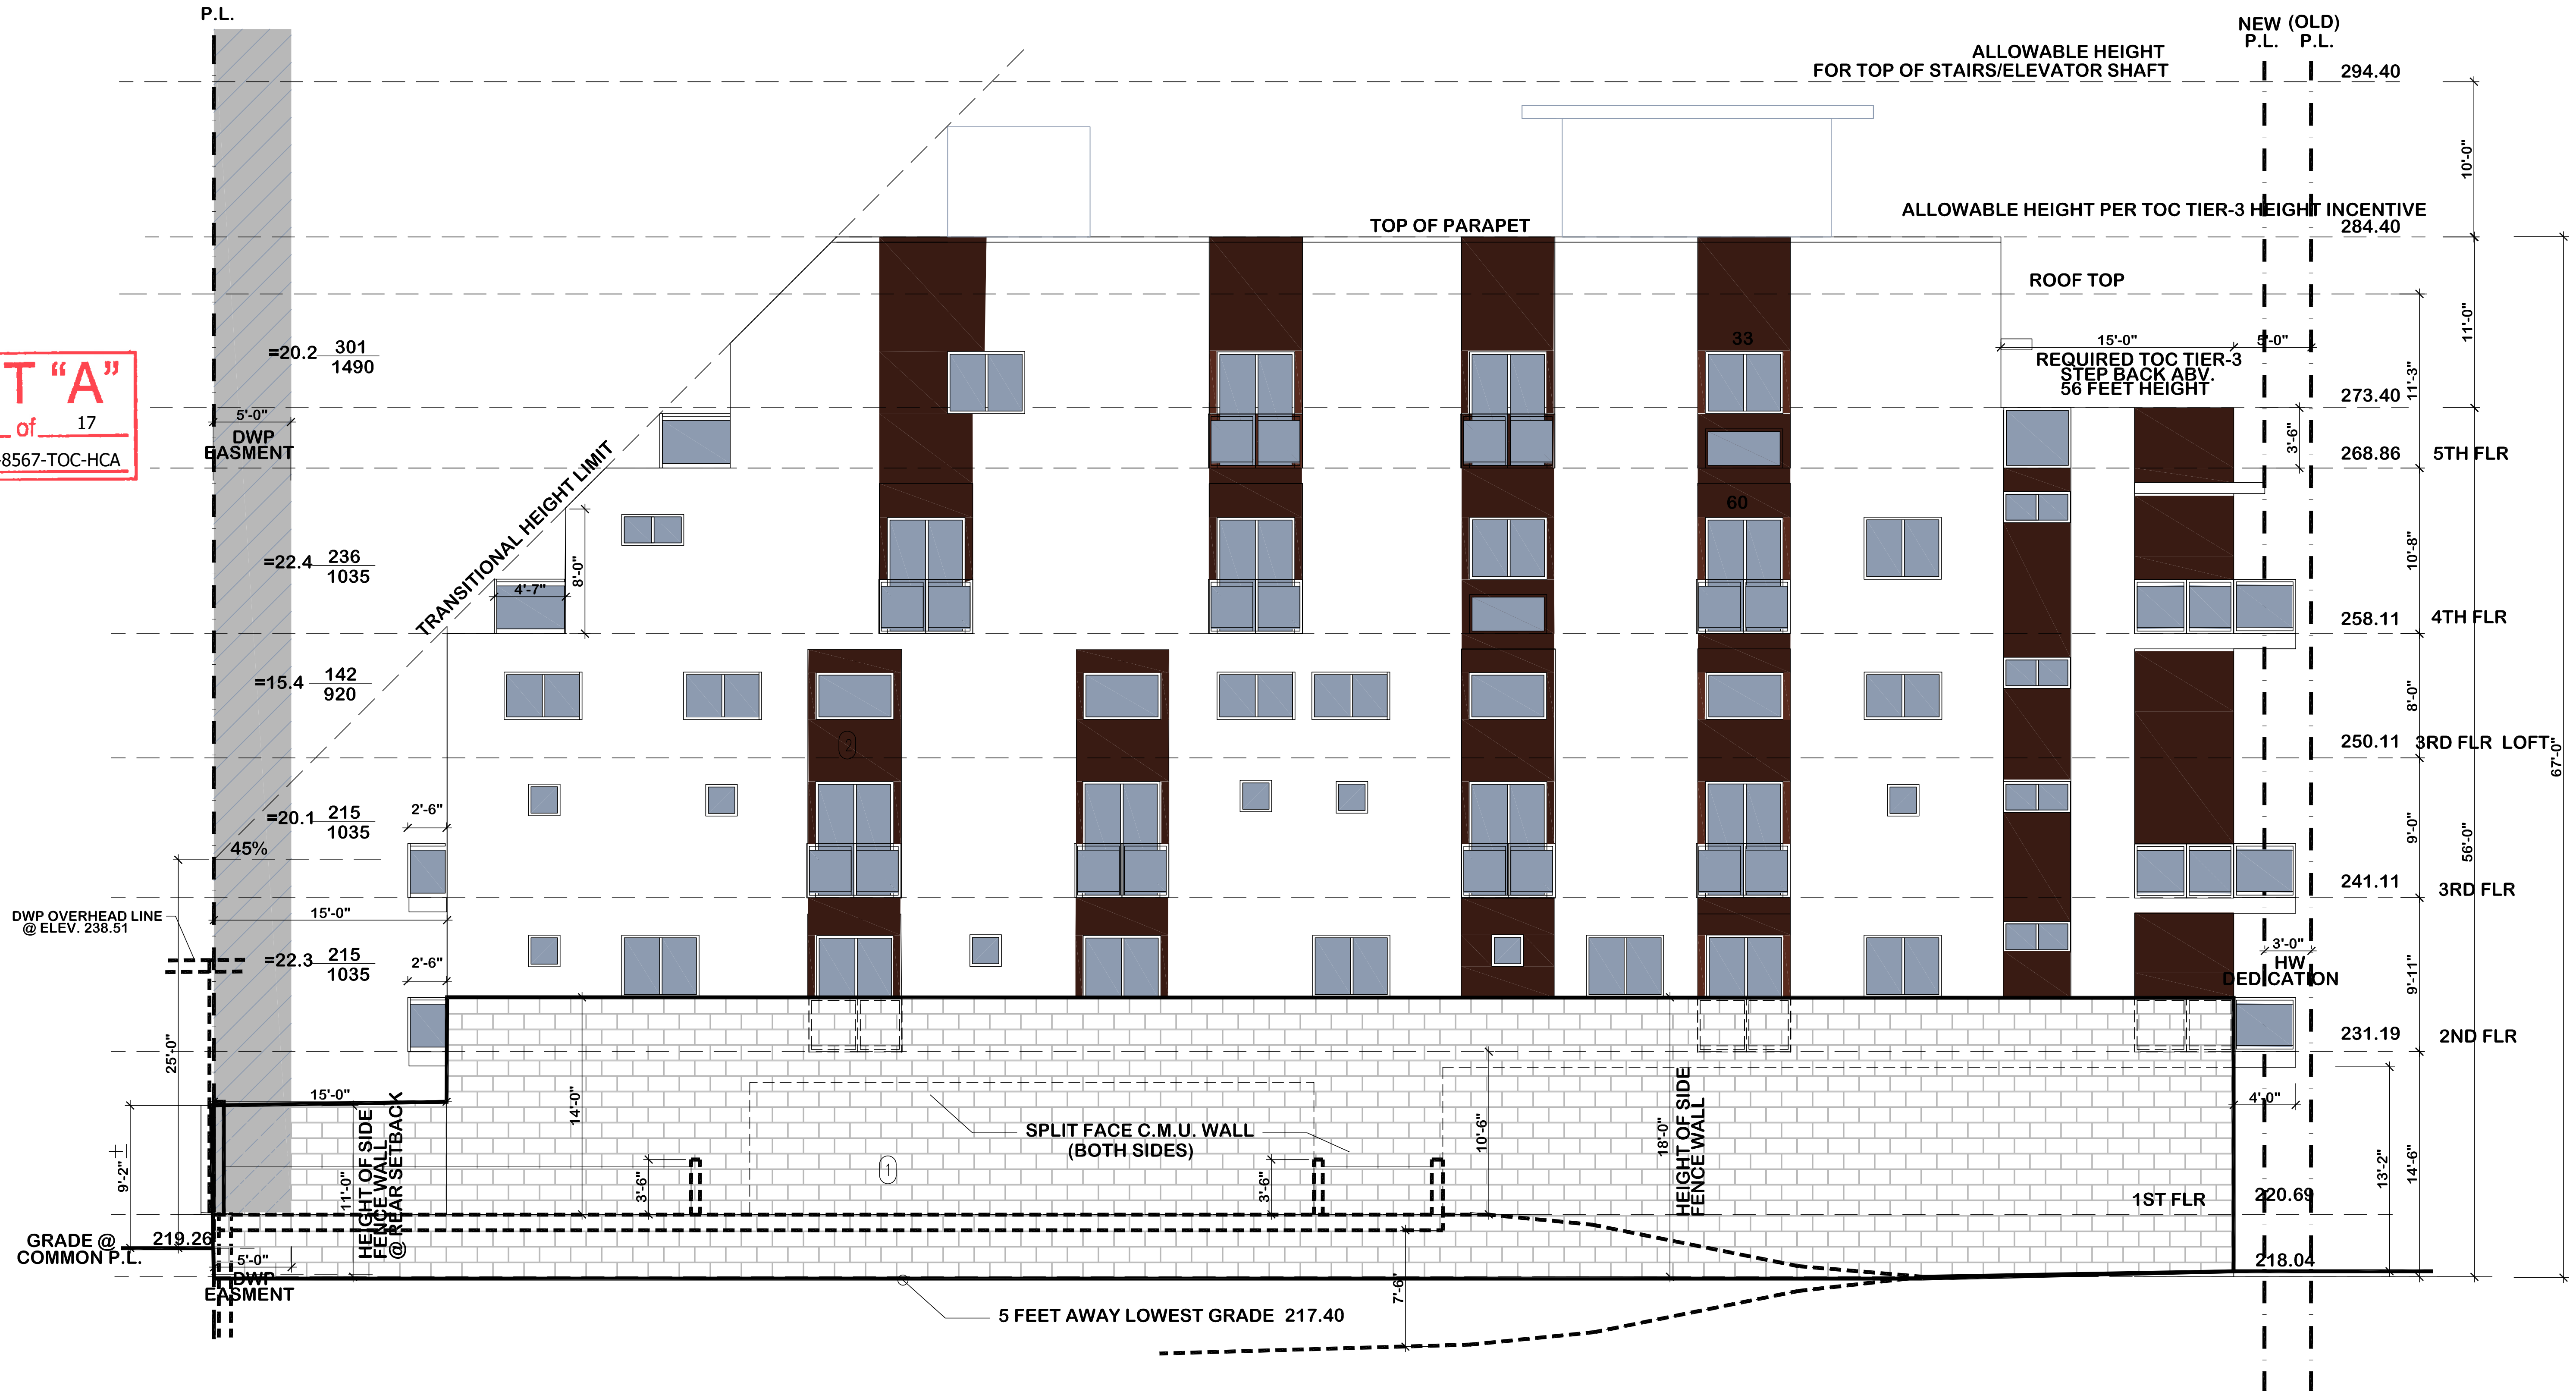 P.L.
NEW (OLD)
P.L. P.L.
ALLOWABLE HEIGHT
FOR TOP OF STAIRS/ELEVATOR SHAFT
294.40
10'-0"
ALLOWABLE HEIGHT PER TOC TIER-3 HEIGHT INCENTIVE
284.40
TOP OF PARAPET
ROOF TOP
11'-0"
T “A”
of 17
-8567-TOC-HCA
=20.2 301
1490
33
15'-0" 5'-0"
REQUIRED TOC TIER-3
STEP BACK ABV.
56 FEET HEIGHT
11'-3"
273.40
5'-0"
DWP
EASMENT
3'-6"
268.86 5TH FLR
TRANSITIONAL HEIGHT LIMIT
60
=22.4 236
1035
8'-0"
4'-7"
10'-8"
258.11 4TH FLR
=15.4 142
920
8'-0"
2
250.11 3RD FLR LOFT
67'-0"
=20.1 215
1035
2'-6"
45%
9'-0"
56'-0"
241.11 3RD FLR
DWP OVERHEAD LINE
@ ELEV. 238.51
15'-0"
=22.3 215
1035
2'-6"
3'-0"
HW
DEDICATION
9'-11"
231.19 2ND FLR
25'-0"
15'-0"
14'-0"
10'-6"
18'-0"
4'-0"
HEIGHT OF SIDE
FENCE WALL
@ REAR SETBACK
11'-0"
9'-2"
SPLIT FACE C.M.U. WALL
(BOTH SIDES)
1
3'-6"
3'-6"
HEIGHT OF SIDE
FENCE WALL
13'-2"
14'-6"
1ST FLR 220.69
GRADE @ 219.26
COMMON P.L.
5'-0"
DWP
EASMENT
218.04
7'-6"
5 FEET AWAY LOWEST GRADE 217.40